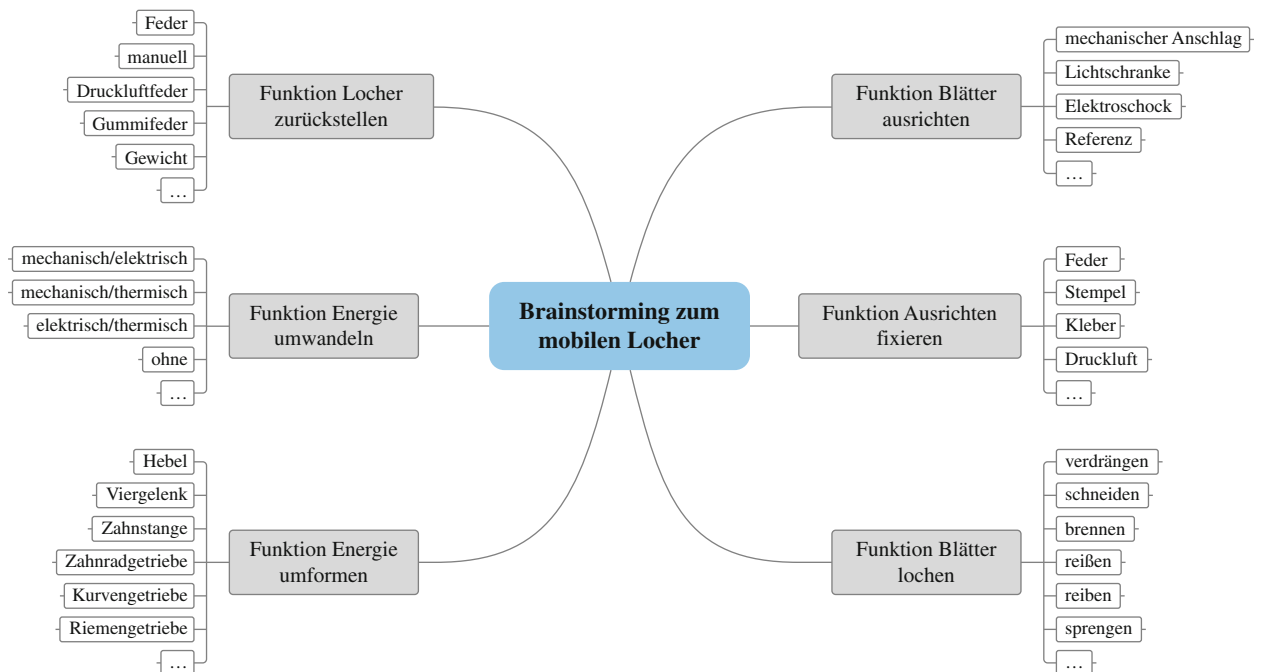 Feder
manuell
Druckluftfeder
Gummifeder
Gewicht
…
Funktion Locher
zurückstellen
mechanisch/elektrisch
mechanisch/thermisch
elektrisch/thermisch
ohne
…
Funktion Energie
umwandeln
Hebel
Viergelenk
Zahnstange
Zahnradgetriebe
Kurvengetriebe
Riemengetriebe
…
Funktion Energie
umformen
Brainstorming zum
mobilen Locher
Funktion Blätter
ausrichten
mechanischer Anschlag
Lichtschranke
Elektroschock
Referenz
…
Funktion Ausrichten
fixieren
Feder
Stempel
Kleber
Druckluft
…
Funktion Blätter
lochen
verdrängen
schneiden
brennen
reißen
reiben
sprengen
…